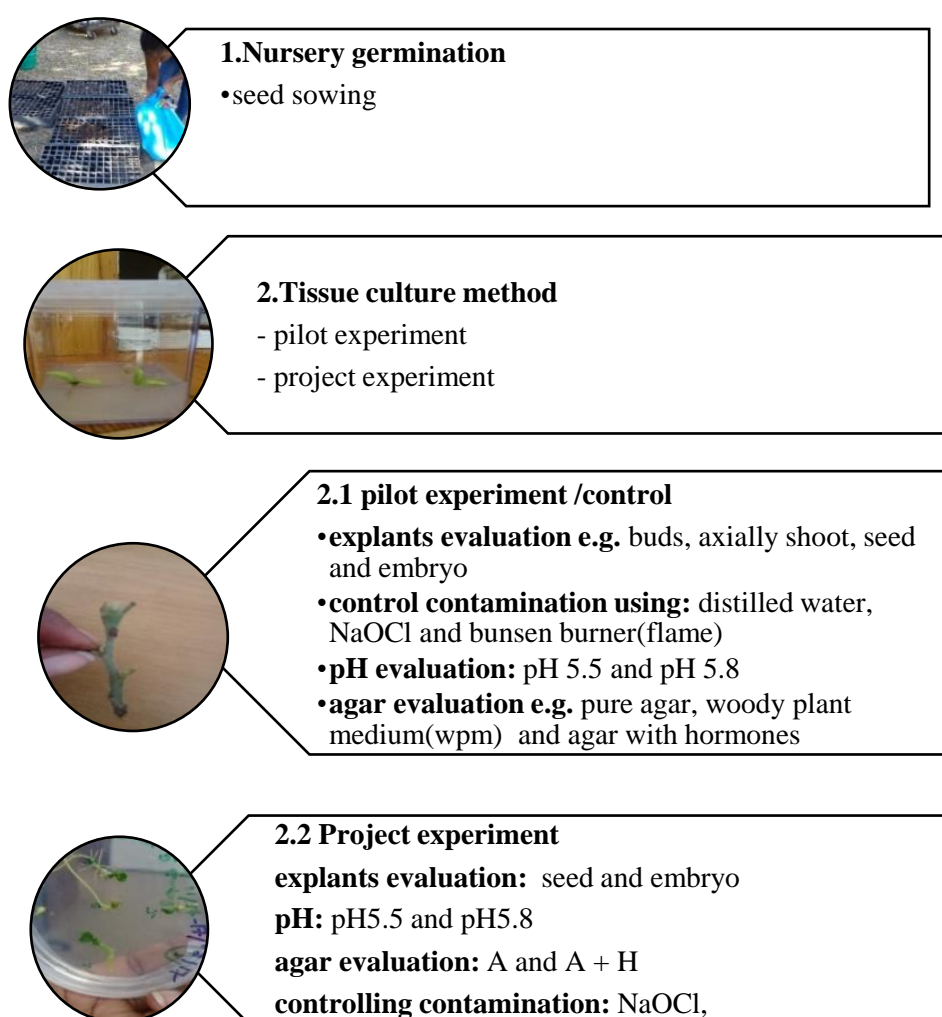 1.Nursery germination
•seed sowing
2.Tissue culture method
- pilot experiment
- project experiment
2.1 pilot experiment /control
•explants evaluation e.g. buds, axially shoot, seed
and embryo
•control contamination using: distilled water,
NaOCl and bunsen burner(flame)
•pH evaluation: pH 5.5 and pH 5.8
•agar evaluation e.g. pure agar, woody plant
medium(wpm) and agar with hormones
2.2 Project experiment
explants evaluation: seed and embryo
pH: pH5.5 and pH5.8
agar evaluation: A and A + H
controlling contamination: NaOCl,